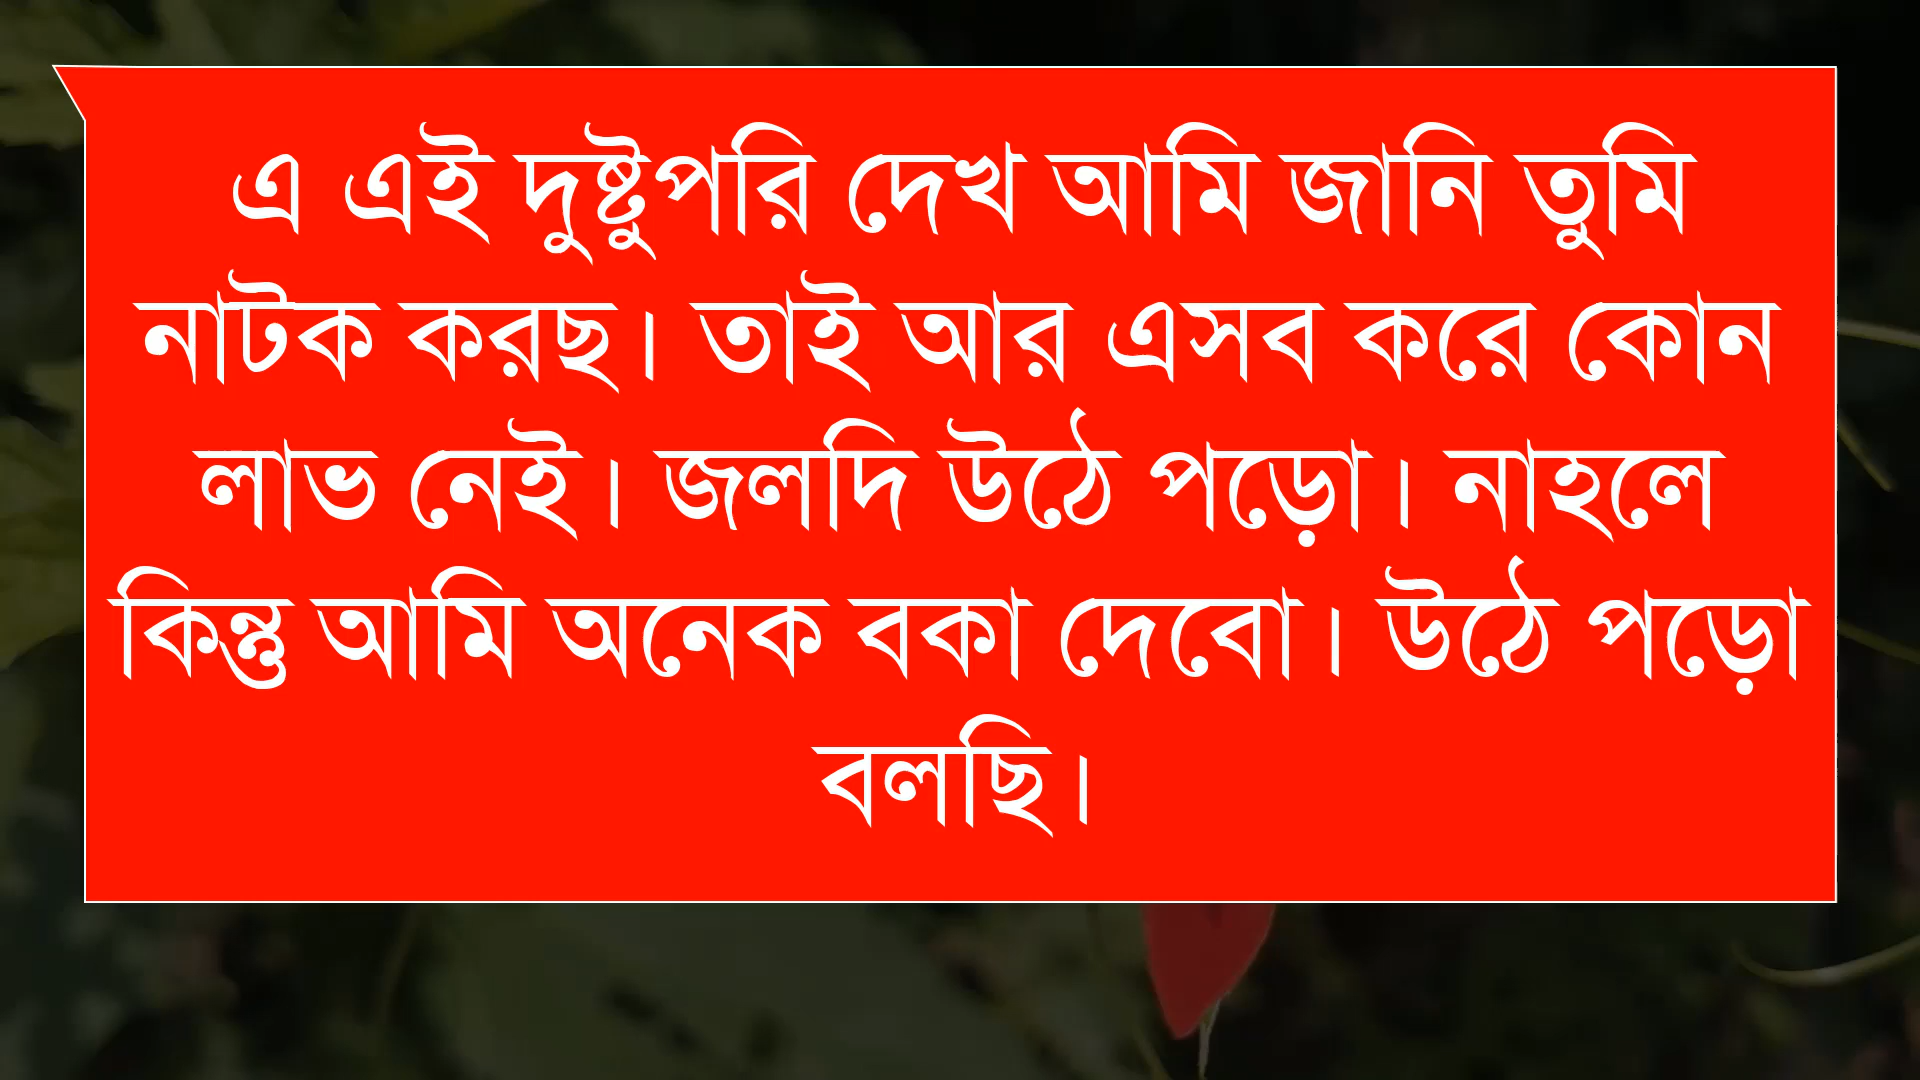 এ এই দুষ্টুপরি দেখ আমি জানি তুমি
নাটক করছ। তাই আর এসব করে কোন
লাভ নেই। জলদি উঠে পড়ো। নাহলে
কিন্তু আমি অনেক বকা দেবো। উঠে পড়ো
বলছি।